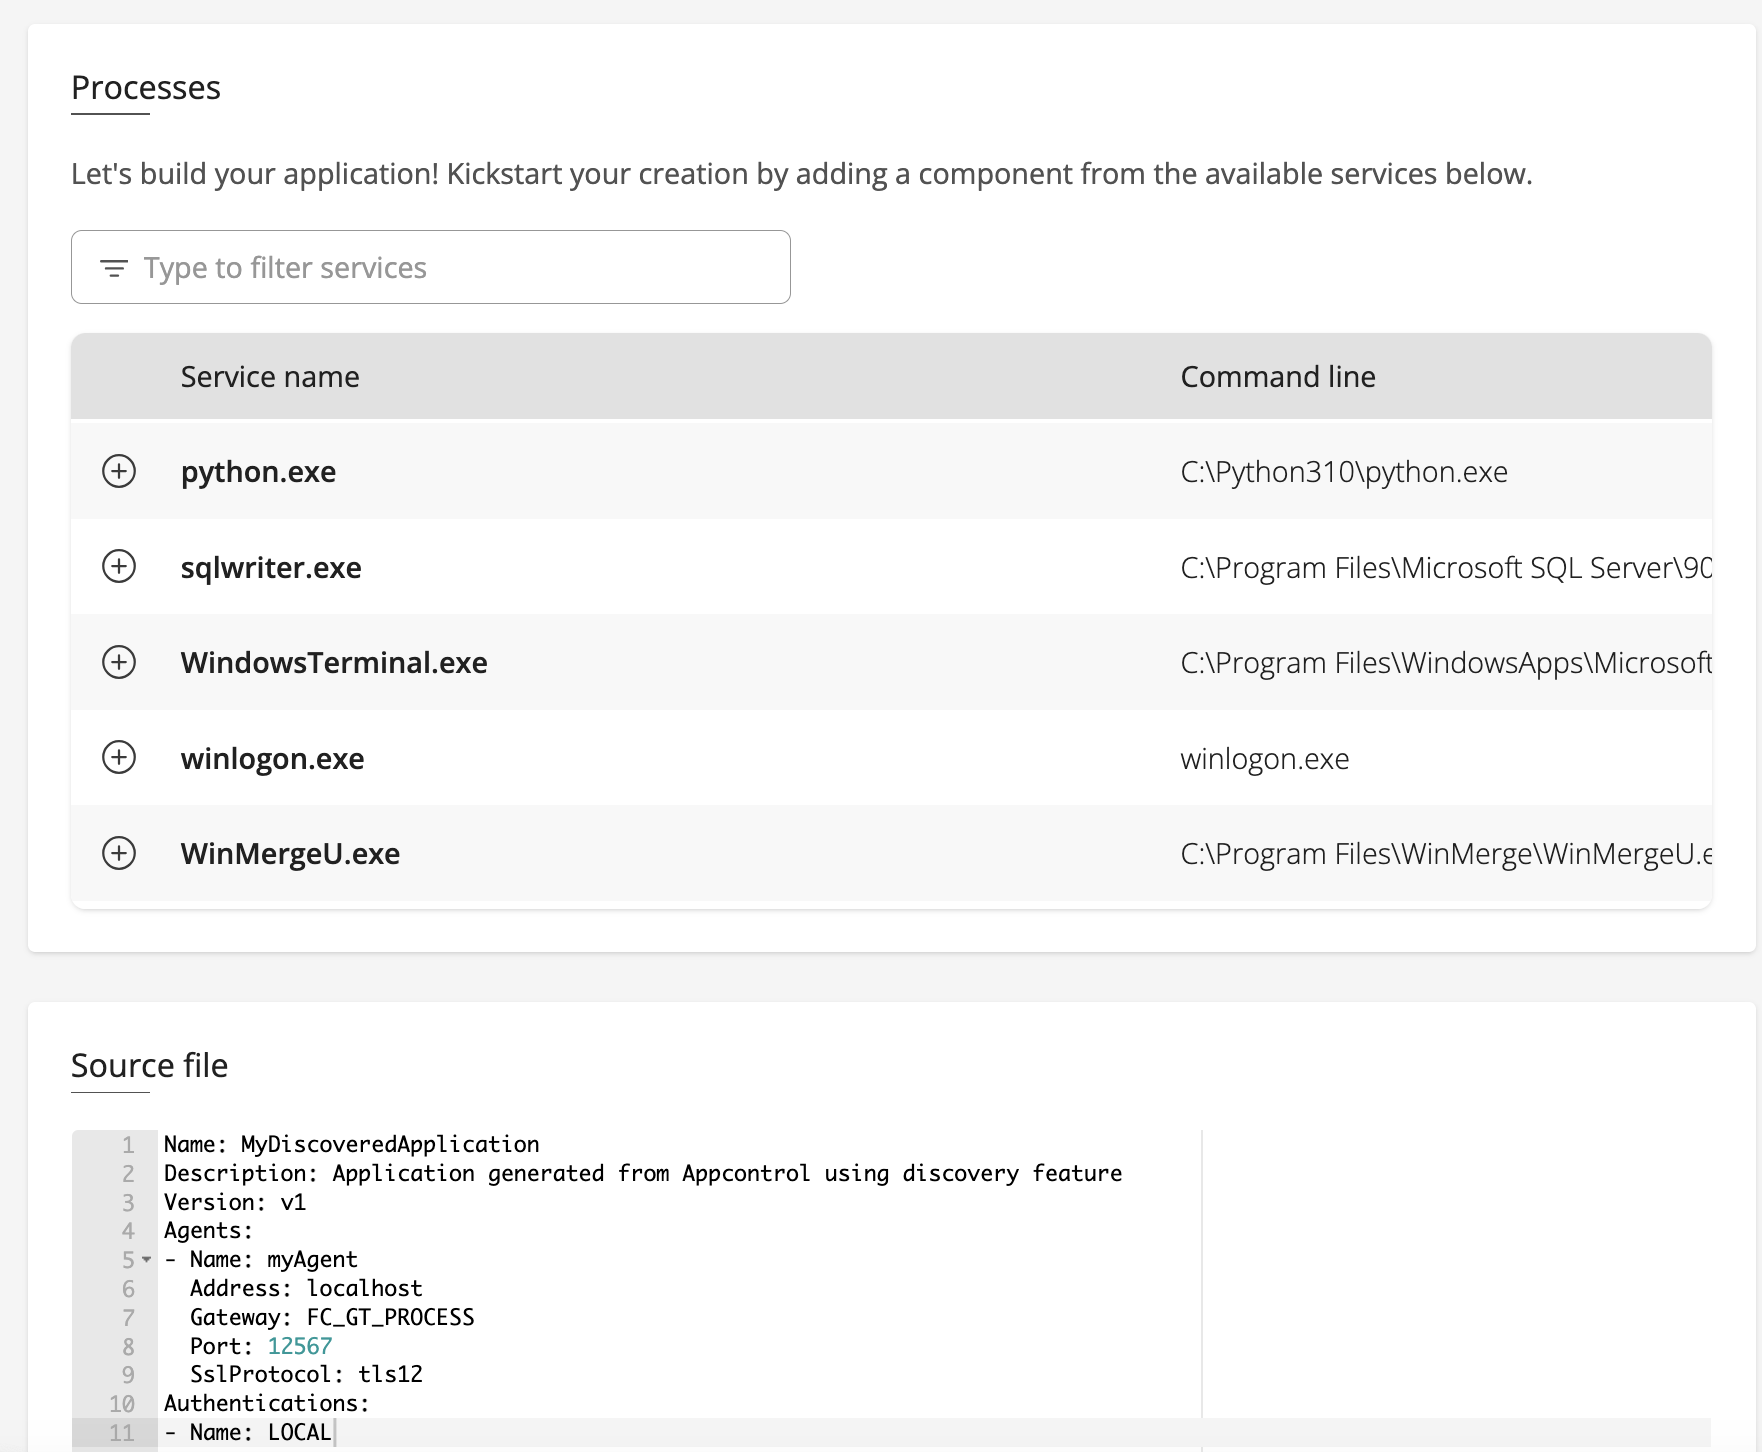 Processes
Let's build your application! Kickstart your creation by adding a component from the available services below.
Type to filter services
Service name Command line
python.exe C:\Python310\python.exe
sqlwriter.exe C:\Program Files\Microsoft SQL Server\90
WindowsTerminal.exe C:\Program Files\WindowsApps\Microsoft
winlogon.exe winlogon.exe
WinMergeU.exe C:\Program Files\WinMerge\WinMergeU.e
Source file
1 Name: MyDiscoveredApplication
2 Description: Application generated from Appcontrol using discovery feature
3 Version: v1
4 Agents:
5 - Name: myAgent
6 Address: localhost
7 Gateway: FC_GT_PROCESS
8 Port: 12567
9 SslProtocol: tls12
10 Authentications:
11 - Name: LOCAL